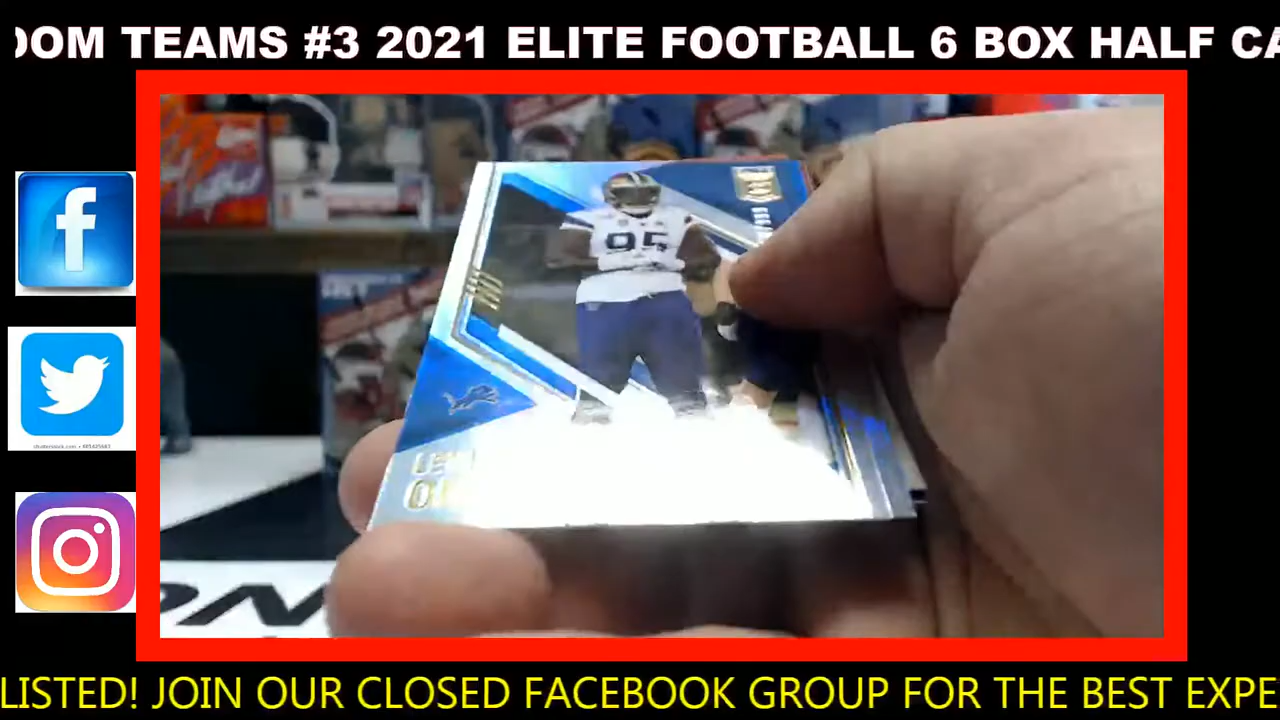 OOM TEAMS #3 2021 ELITE FOOTBALL 6 BOX HALF CA
95
LISTED! JOIN OUR CLOSED FACEBOOK GROUP FOR THE BEST EXPE